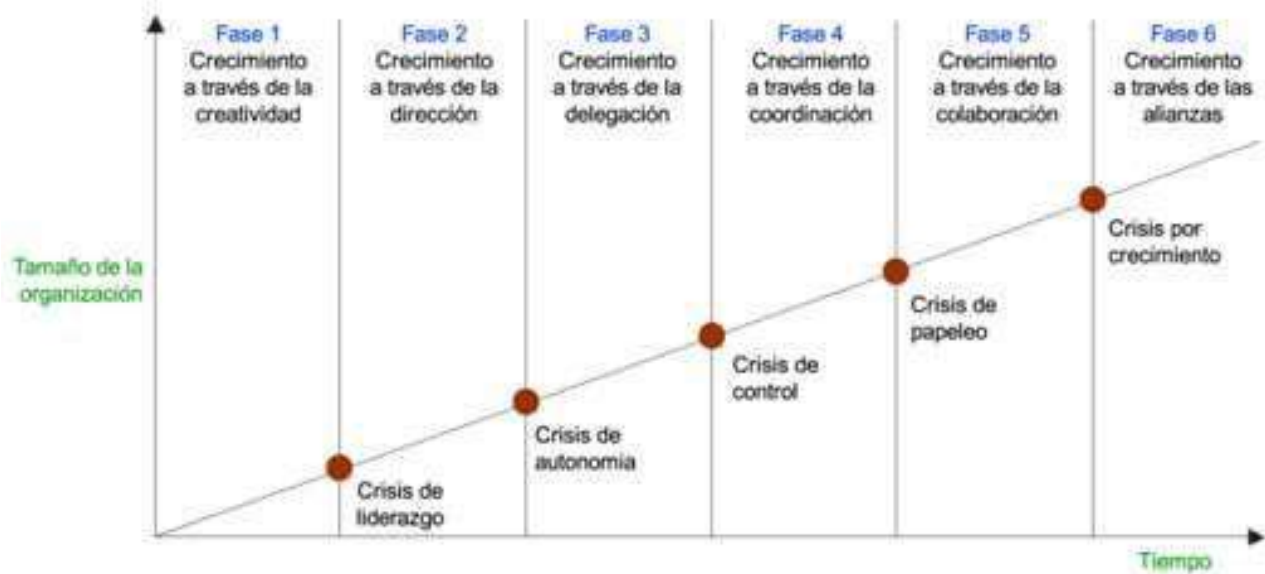 Fase 1
Crecimiento
a través de la
creatividad
Fase 2
Crecimiento
a través de la
dirección
Fase 3
Crecimiento
a través de la
delegación
Fase 4
Crecimiento
a través de la
coordinación
Fase 5
Crecimiento
a través de la
colaboración
Fase 6
Crecimiento
a través de las
alianzas
Tamaño de la
organización
Crisis de
liderazgo
Crisis de
autonomia
Crisis de
control
Crisis de
papeleo
Crisis por
crecimiento
Tiempo